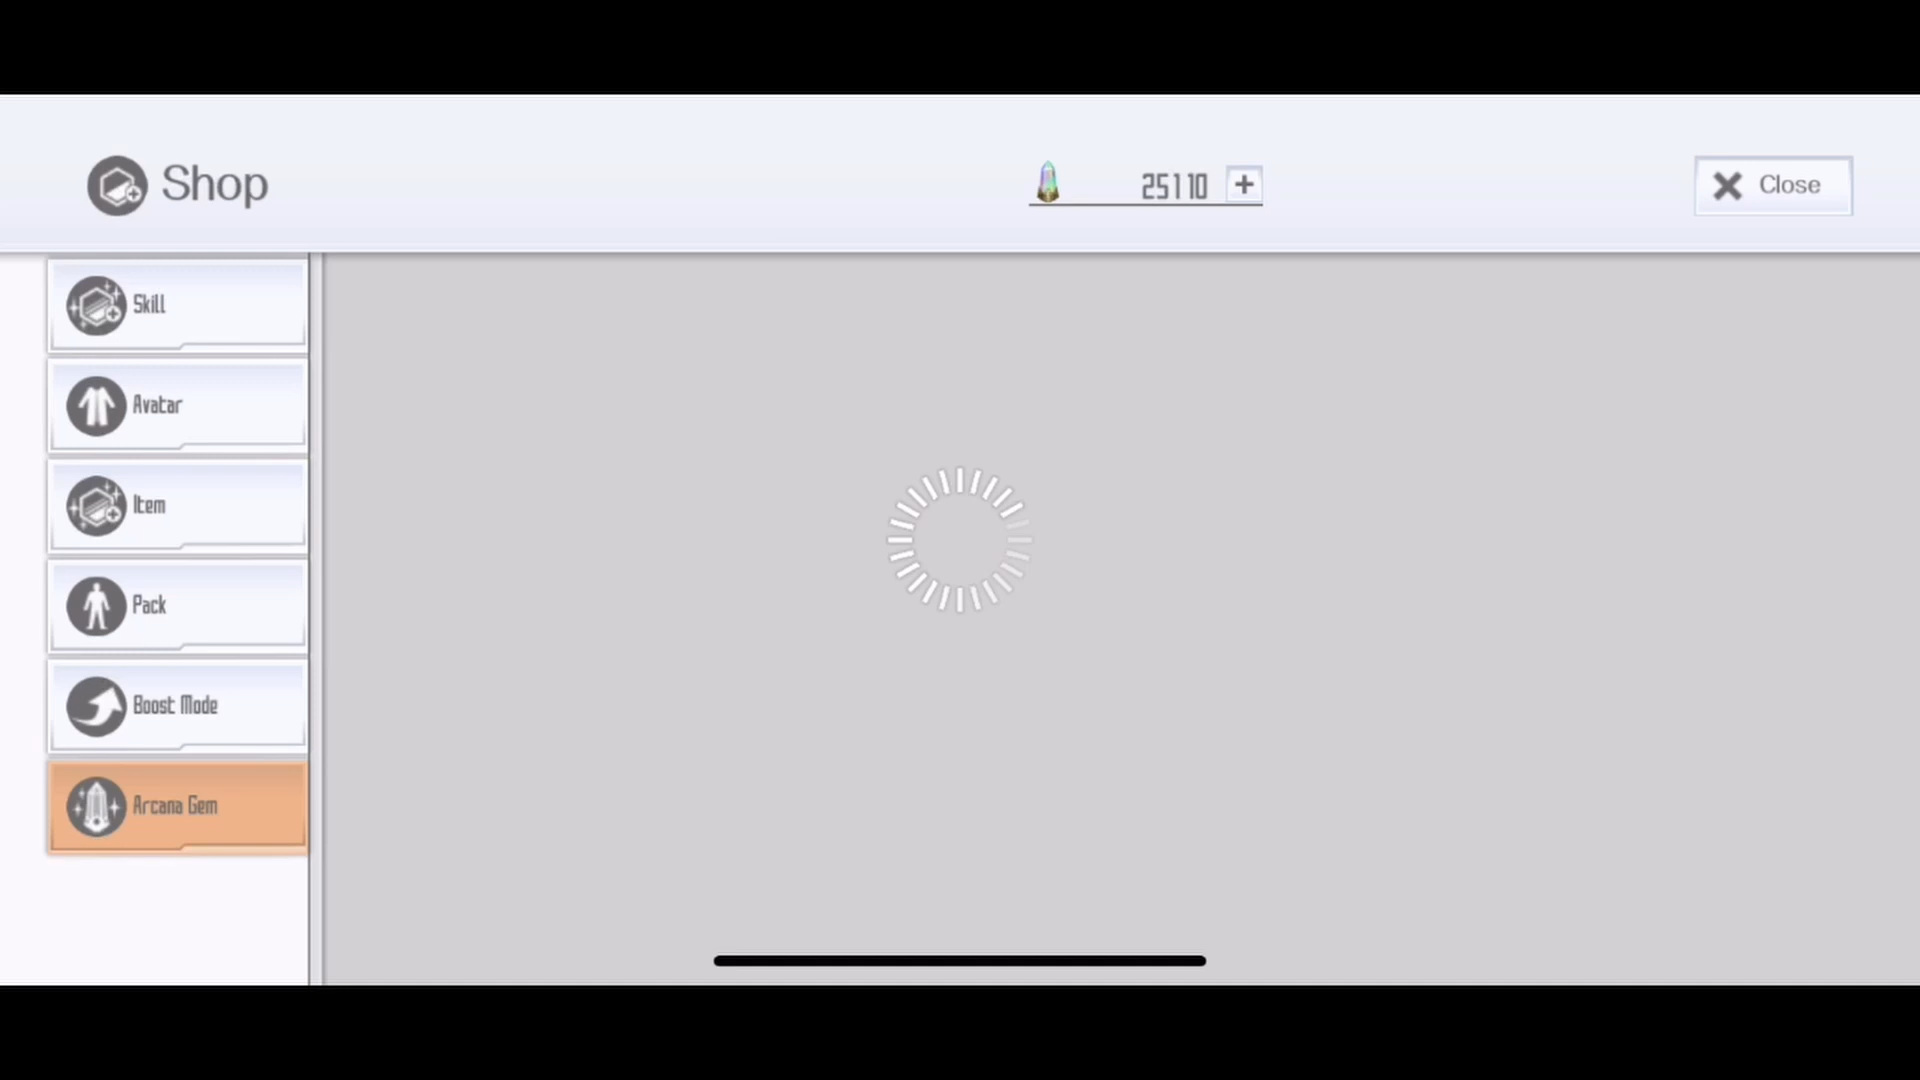 Shop
25110
Close
Skill
Avatar
Item
Pack
Boost Mode
Arcana Gem